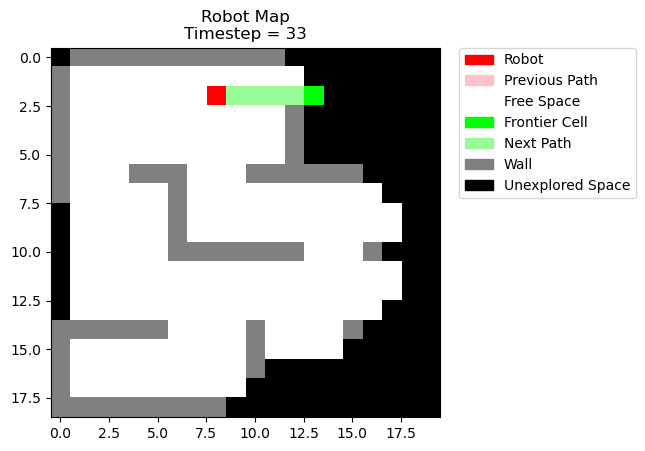 Robot Map
Timestep = 33
0.0
2.5
5.0
7.5
10.0
12.5
15.0
17.5
0.0
2.5
5.0
7.5
10.0
12.5
15.0
17.5
Robot
Previous Path
Free Space
Frontier Cell
Next Path
Wall
Unexplored Space